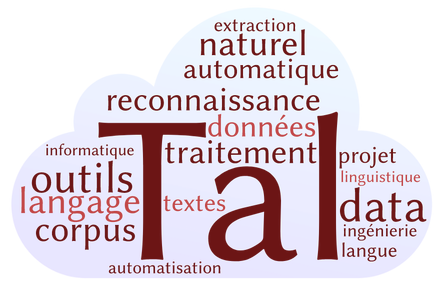 extraction
naturel
automatique
reconnaissance
données
informatique
traitement
projet
outils
linguistique
langage
textes
data
corpus
ingénierie
langue
automatisation
Tal